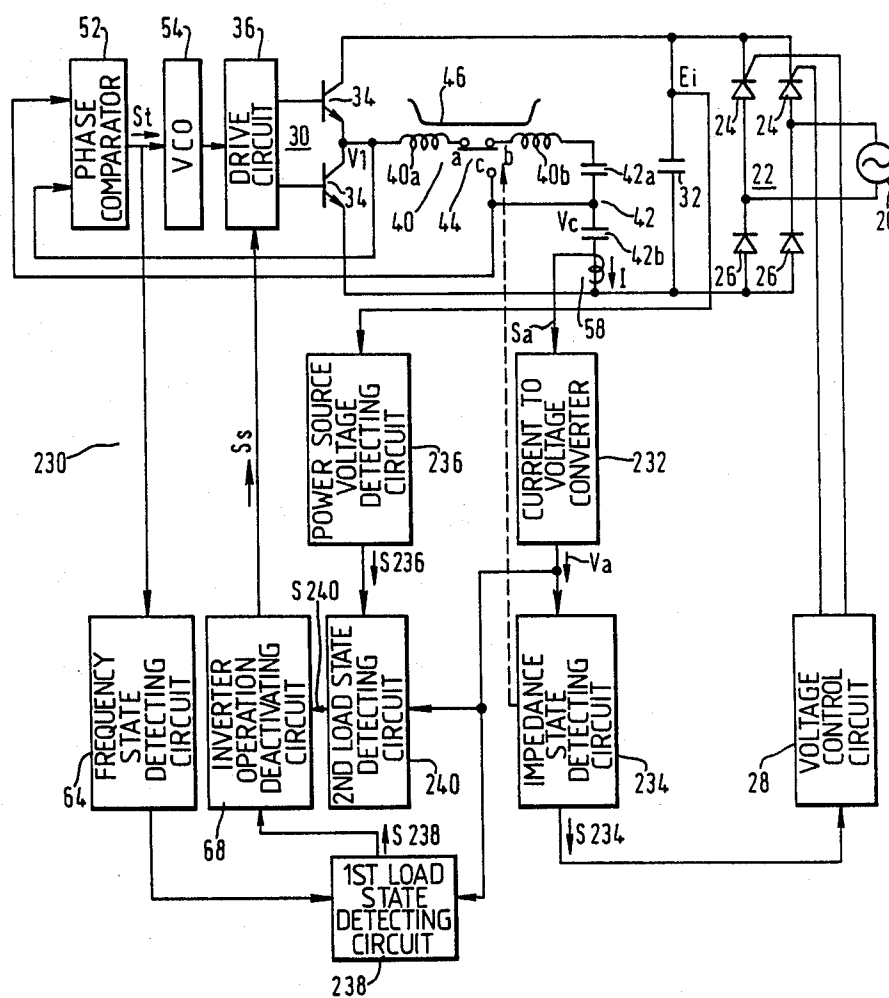 52
54
36
PHASE
COMPARATOR
St
VCO
DRIVE
CIRCUIT
30
34
34
V1
46
40a
a
c
b
40b
40
44
42a
42
Vc
42b
I
58
Sa
Ei
32
24
24
22
26
26
20
230
Ss
POWER SOURCE
VOLTAGE
DETECTING
CIRCUIT
236
CURRENT TO
VOLTAGE
CONVERTER
232
S 236
Va
S 240
FREQUENCY
STATE
DETECTING
CIRCUIT
64
INVERTER
OPERATION
DEACTIVATING
CIRCUIT
68
2ND LOAD STATE
DETECTING
CIRCUIT
240
IMPEDANCE
STATE
DETECTING
CIRCUIT
234
VOLTAGE
CONTROL
CIRCUIT
28
S 238
S 234
1ST LOAD
STATE
DETECTING
CIRCUIT
238